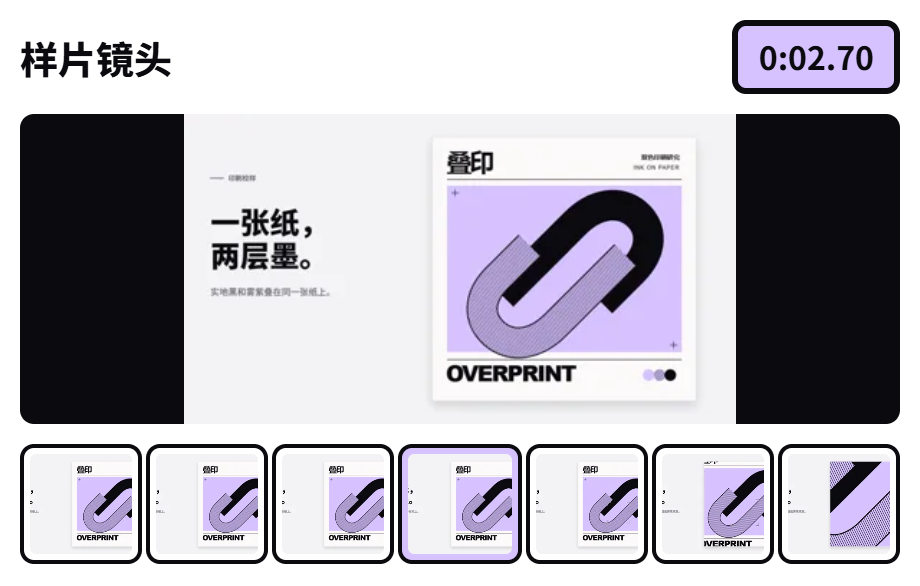 样片镜头
0:02.70
印刷校样
一张纸，
两层墨。
实地黑和雾紫叠在同一张纸上。
叠印
双色印刷研究
INK ON PAPER
OVERPRINT
叠印
OVERPRINT
叠印
OVERPRINT
叠印
OVERPRINT
叠印
OVERPRINT
叠印
OVERPRINT
OVERPRINT